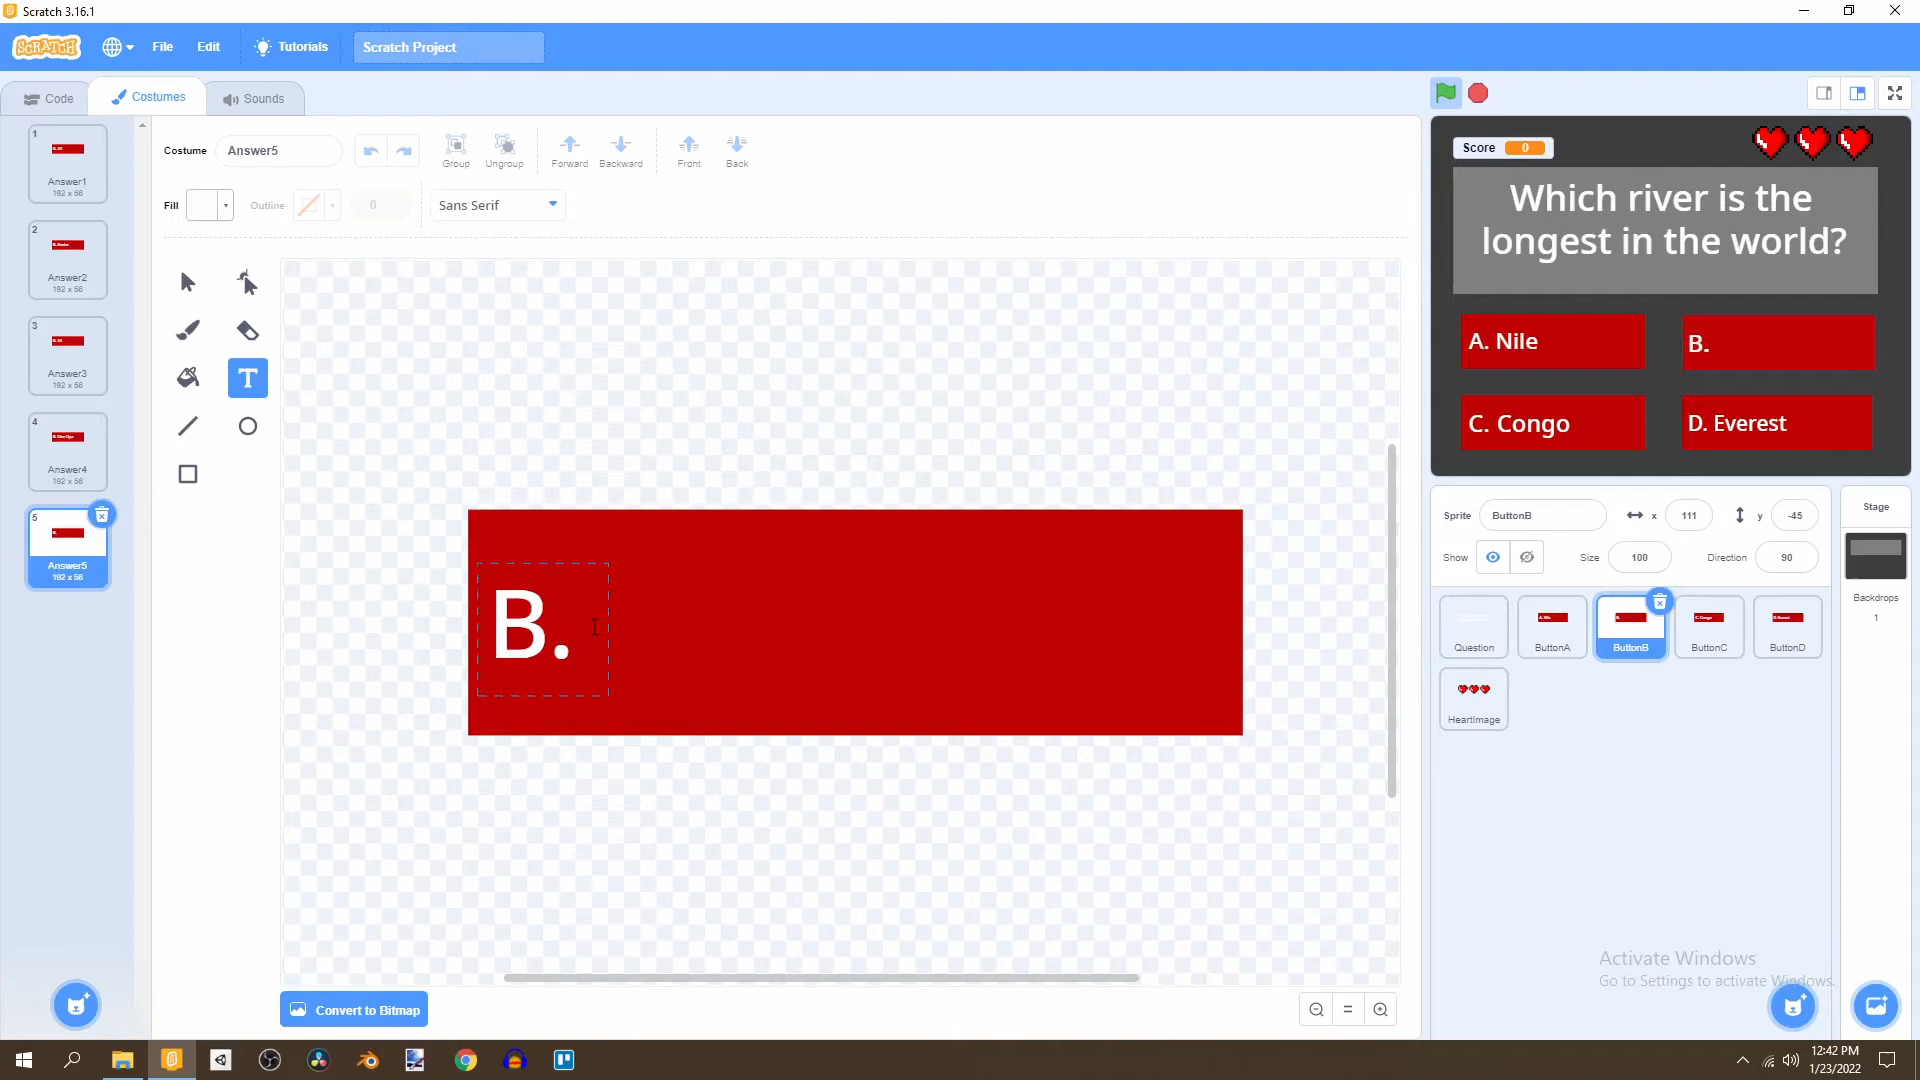 Scratch 3.16.1
SCRATCH
File
Edit
Tutorials
Scratch Project
Code
Costumes
Sounds
1
Answer1
192 x 56
2
Answer2
192 x 56
3
Answer3
192 x 56
4
Answer4
192 x 56
5
Answer5
192 x 56
Costume
Answer5
Group
Ungroup
Forward
Backward
Front
Back
Fill
Outline
0
Sans Serif
T
B.
Convert to Bitmap
Score
0
Which river is the
longest in the world?
A. Nile
B.
C. Congo
D. Everest
Sprite
ButtonB
x
111
y
-45
Show
Size
100
Direction
90
Question
ButtonA
ButtonB
ButtonC
ButtonD
HeartImage
Stage
Backdrops
1
Activate Windows
Go to Settings to activate Windows.
12:42 PM
1/23/2022